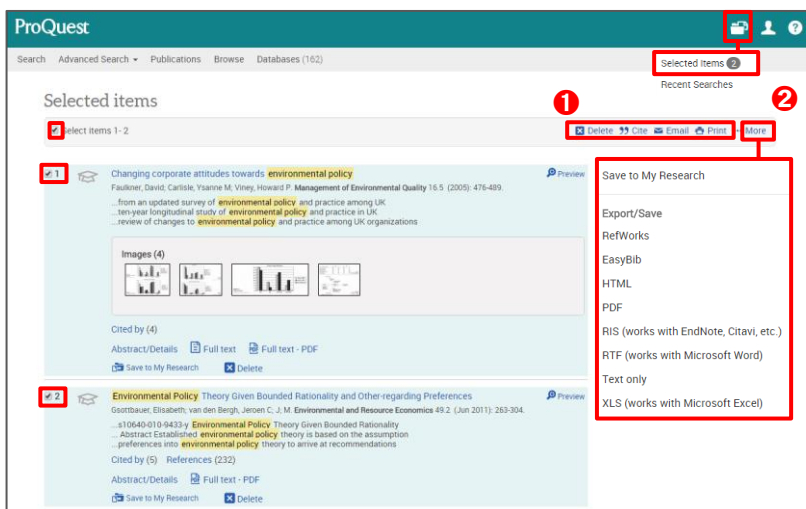 ProQuest
Search Advanced Search Publications Browse Databases (162)
Selected Items 2
Recent Searches
Selected items
1
2
Select items 1- 2
Delete Cite Email Print ... More
1
Changing corporate attitudes towards environmental policy
Preview
Faulkner, David; Carlisle, Ysanne M; Viney, Howard P. Management of Environmental Quality 16.5 (2005): 476-489.
...from an updated survey of environmental policy and practice among UK
...ten-year longitudinal study of environmental policy and practice in UK
...review of changes to environmental policy and practice among UK organizations
Images (4)
Cited by (4)
Abstract/Details Full text Full text - PDF
Save to My Research Delete
2
Environmental Policy Theory Given Bounded Rationality and Other-regarding Preferences
Preview
Gsottbauer, Elisabeth; van den Bergh, Jeroen C; J; M. Environmental and Resource Economics 49.2 (Jun 2011): 263-304.
...s10640-010-9433-y Environmental Policy Theory Given Bounded Rationality
... Abstract Established environmental policy theory is based on the assumption
...preferences into environmental policy theory to arrive at recommendations
Cited by (5) References (232)
Abstract/Details Full text - PDF
Save to My Research Delete
Save to My Research
Export/Save
RefWorks
EasyBib
HTML
PDF
RIS (works with EndNote, Citavi, etc.)
RTF (works with Microsoft Word)
Text only
XLS (works with Microsoft Excel)